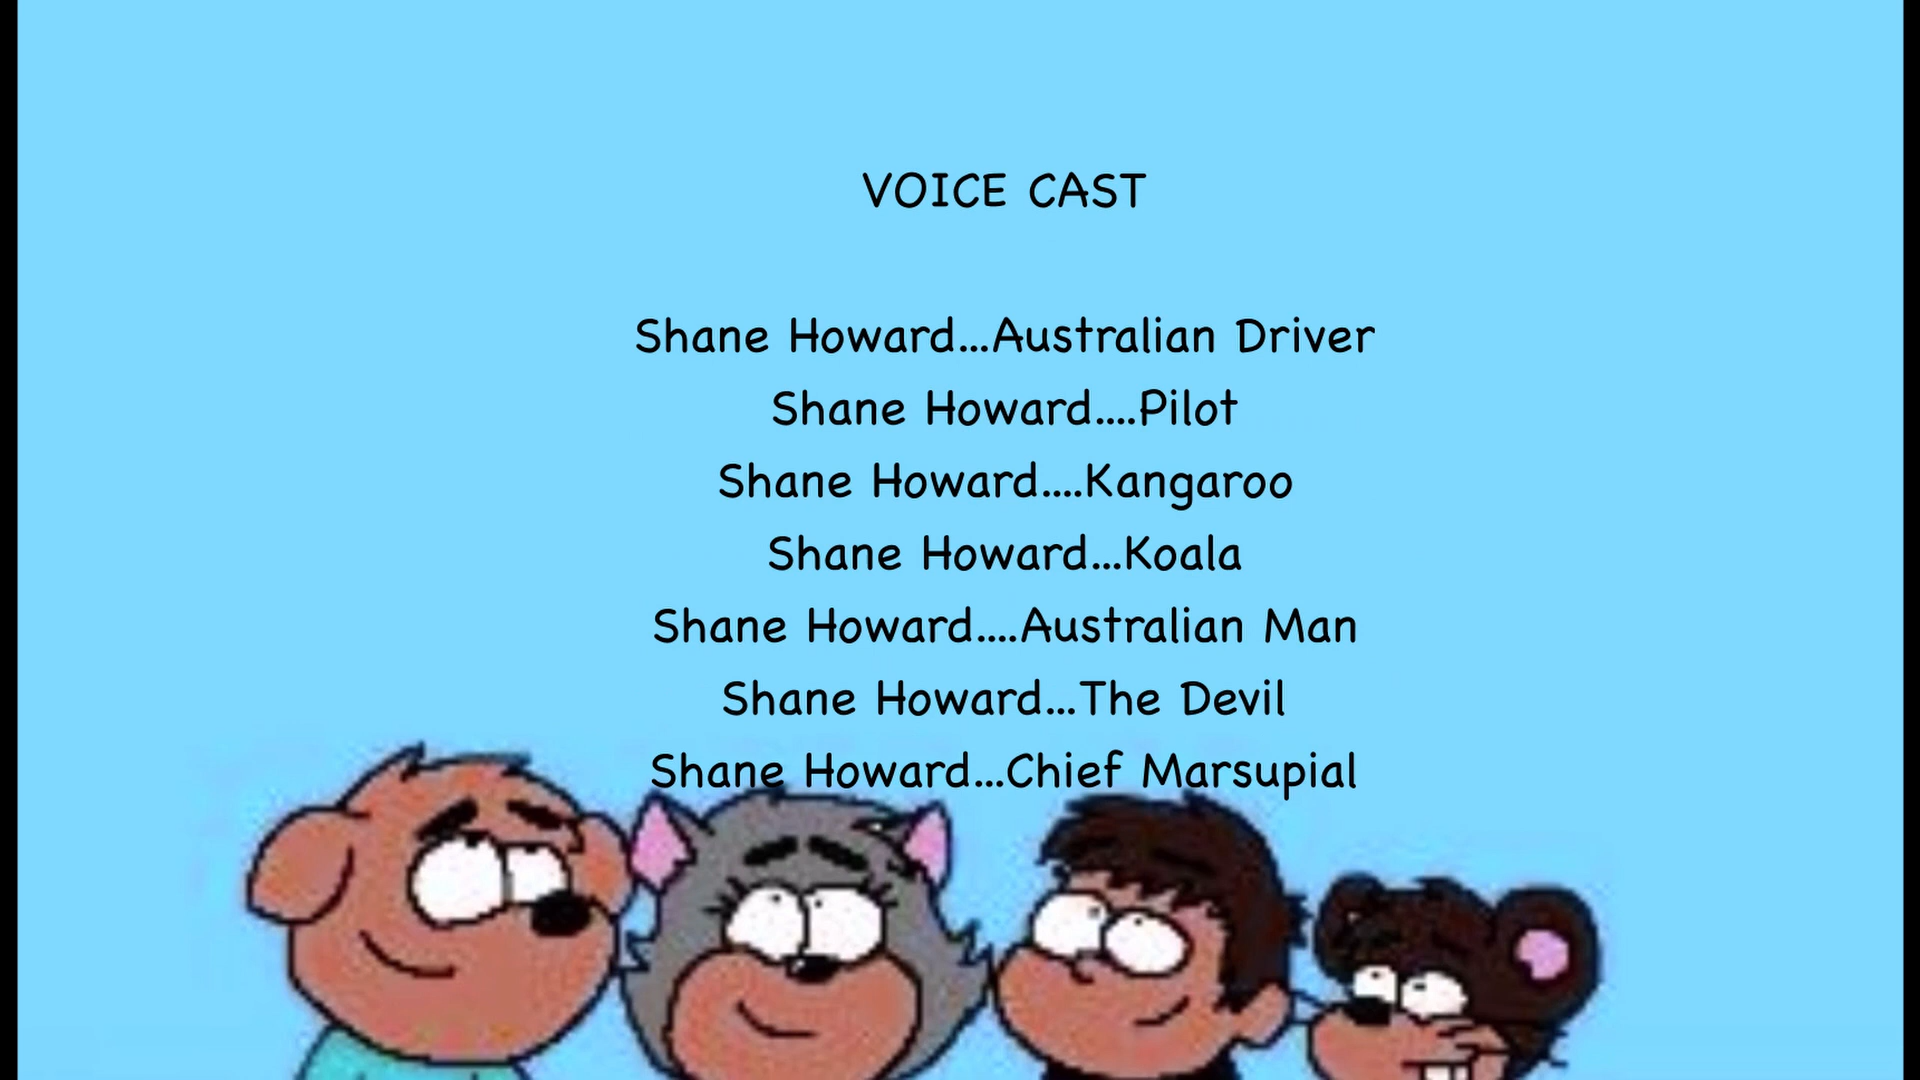 VOICE CAST
Shane Howard...Australian Driver
Shane Howard....Pilot
Shane Howard....Kangaroo
Shane Howard...Koala
Shane Howard....Australian Man
Shane Howard...The Devil
Shane Howard...Chief Marsupial